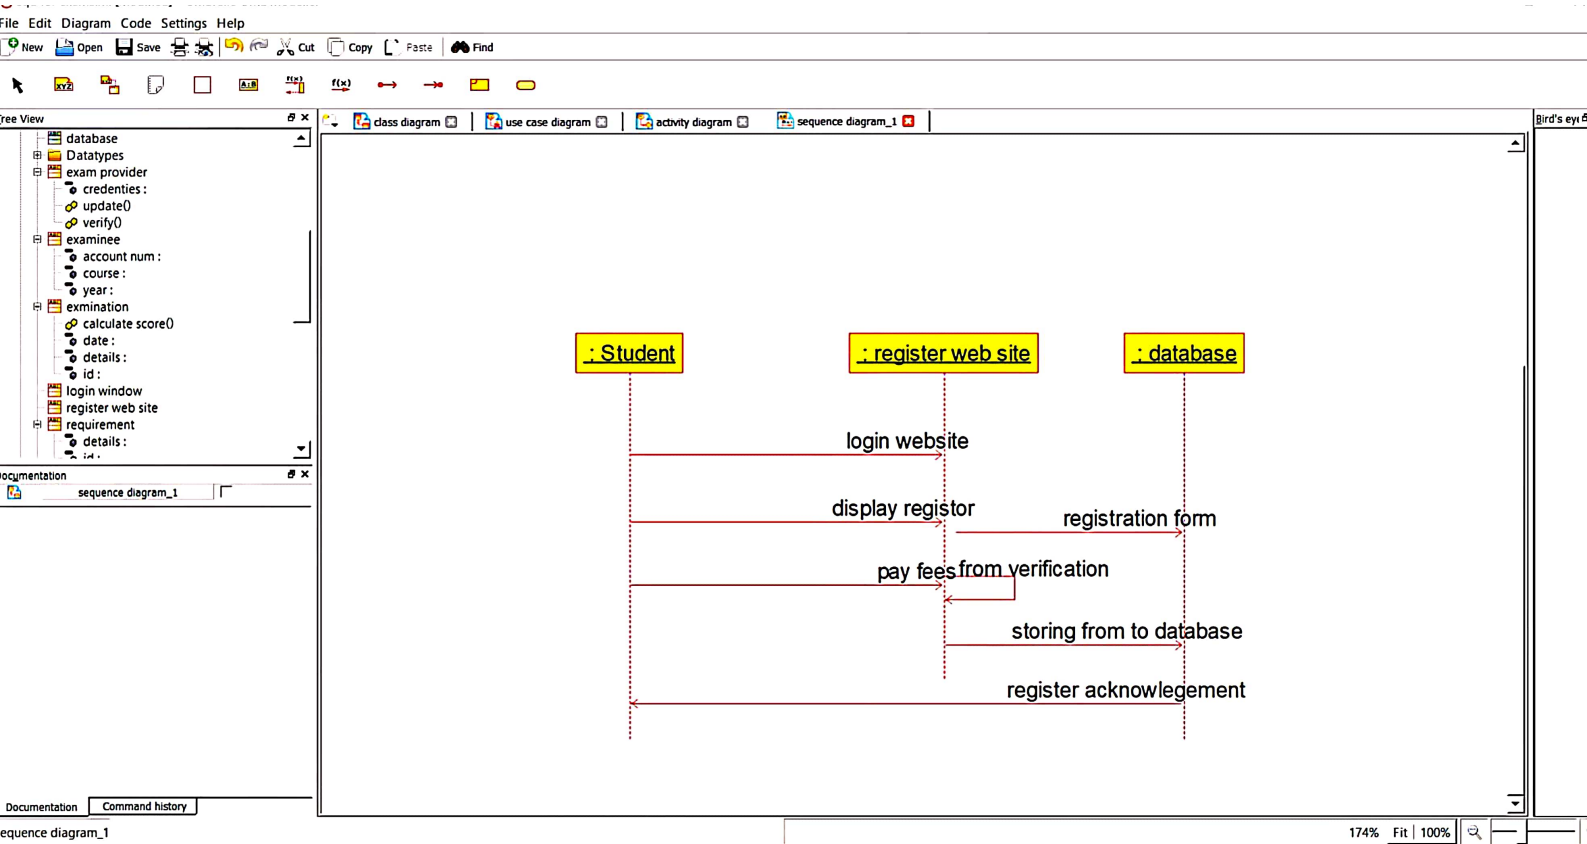 File Edit Diagram Code Settings Help
New Open Save Cut Copy Paste Find
XYZ A:B f(x) f(x)
Tree View
database
Datatypes
exam provider
credenties :
update()
verify()
examinee
account num :
course :
year :
exmination
calculate score()
date :
details :
id :
login window
register web site
requirement
details :
id :
Documentation
sequence diagram_1
Documentation Command history
equence diagram_1
class diagram use case diagram activity diagram sequence diagram_1
: Student : register web site : database
login website
display registor
registration form
pay fees
from verification
storing from to database
register acknowlegement
Bird's eye
174% Fit 100%